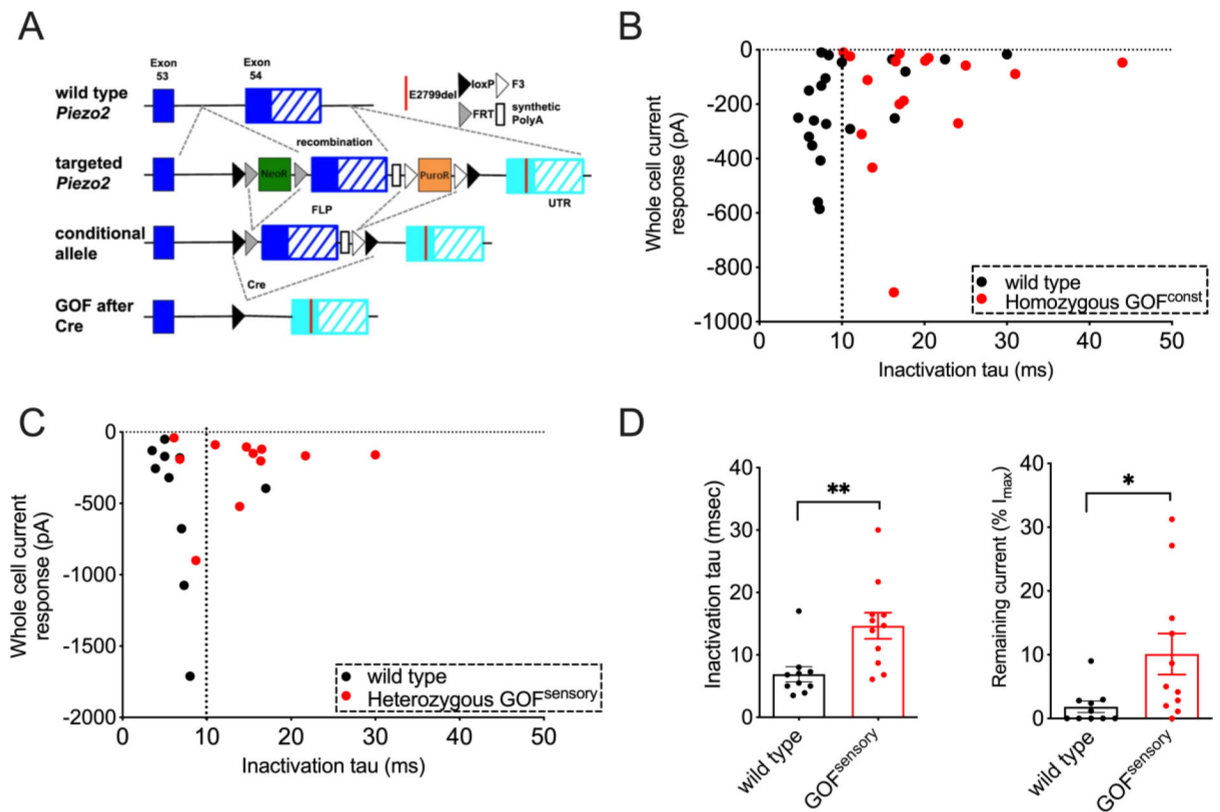 A
Exon
53
Exon
54
wild type
Piezo2
E2799del
loxP
F3
FRT
synthetic
PolyA
recombination
targeted
Piezo2
NeoR
PuroR
FLP
UTR
conditional
allele
Cre
GOF after
Cre
B
Whole cell current
response (pA)
0
-200
-400
-600
-800
-1000
0 10 20 30 40 50
Inactivation tau (ms)
wild type
Homozygous GOFconst
C
Whole cell current
response (pA)
0
-500
-1000
-1500
-2000
0 10 20 30 40 50
Inactivation tau (ms)
wild type
Heterozygous GOFsensory
D
Inactivation tau (msec)
40
30
20
10
0
**
wild type
GOFsensory
Remaining current (% Imax)
40
30
20
10
0
*
wild type
GOFsensory